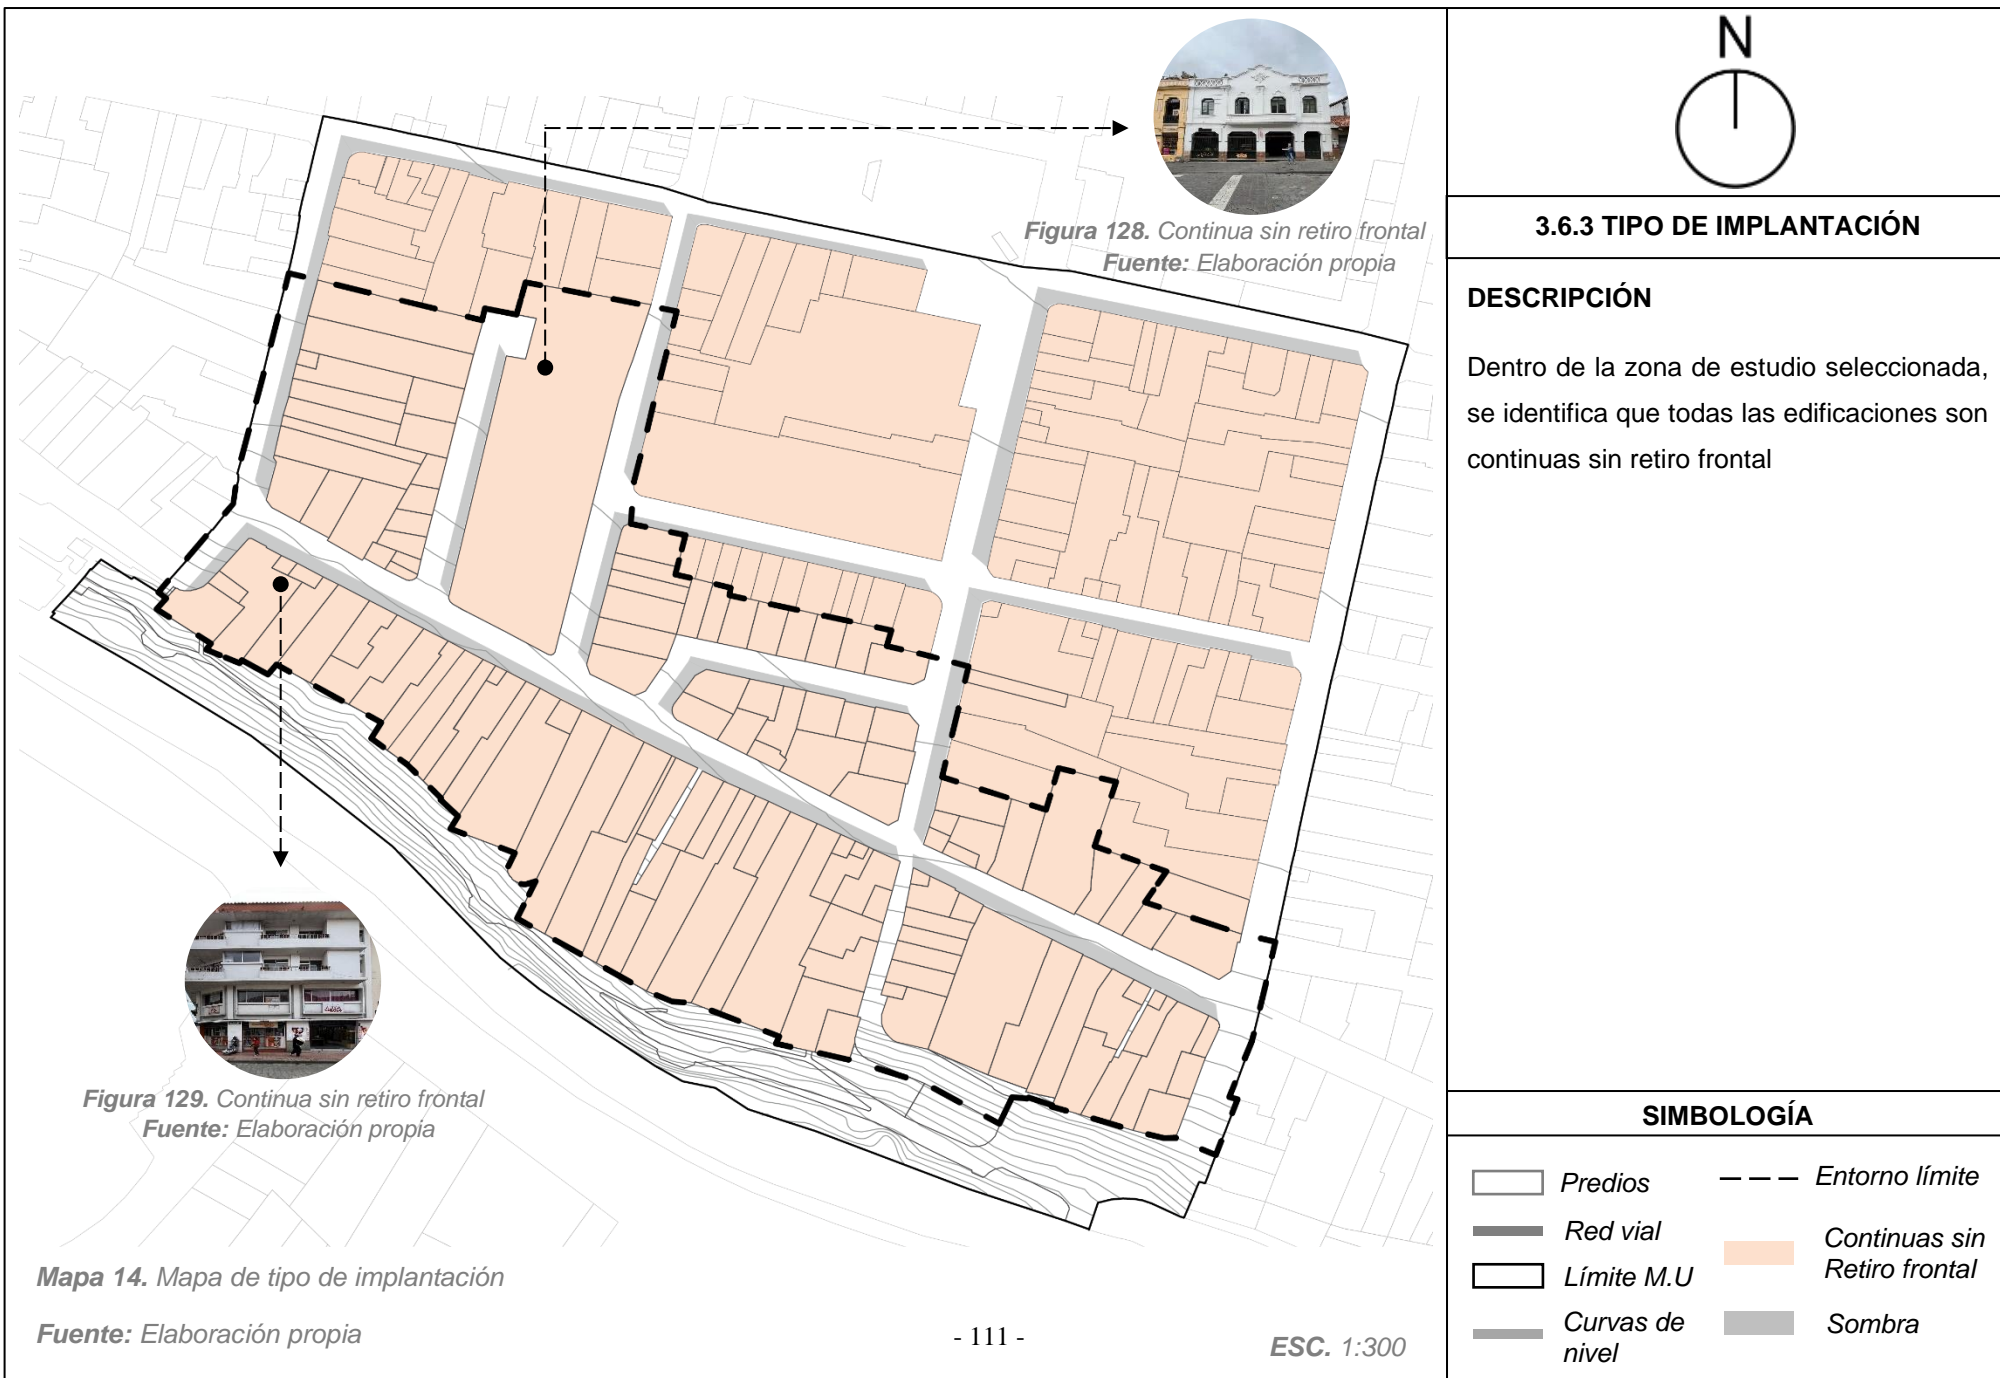 N
3.6.3 TIPO DE IMPLANTACIÓN
DESCRIPCIÓN
Dentro de la zona de estudio seleccionada,
se identifica que todas las edificaciones son
continuas sin retiro frontal
Figura 128. Continua sin retiro frontal
Fuente: Elaboración propia
Figura 129. Continua sin retiro frontal
Fuente: Elaboración propia
SIMBOLOGÍA
Predios
Red vial
Límite M.U
Curvas de
nivel
Entorno límite
Continuas sin
Retiro frontal
Sombra
Mapa 14. Mapa de tipo de implantación
Fuente: Elaboración propia
- 111 -
ESC. 1:300